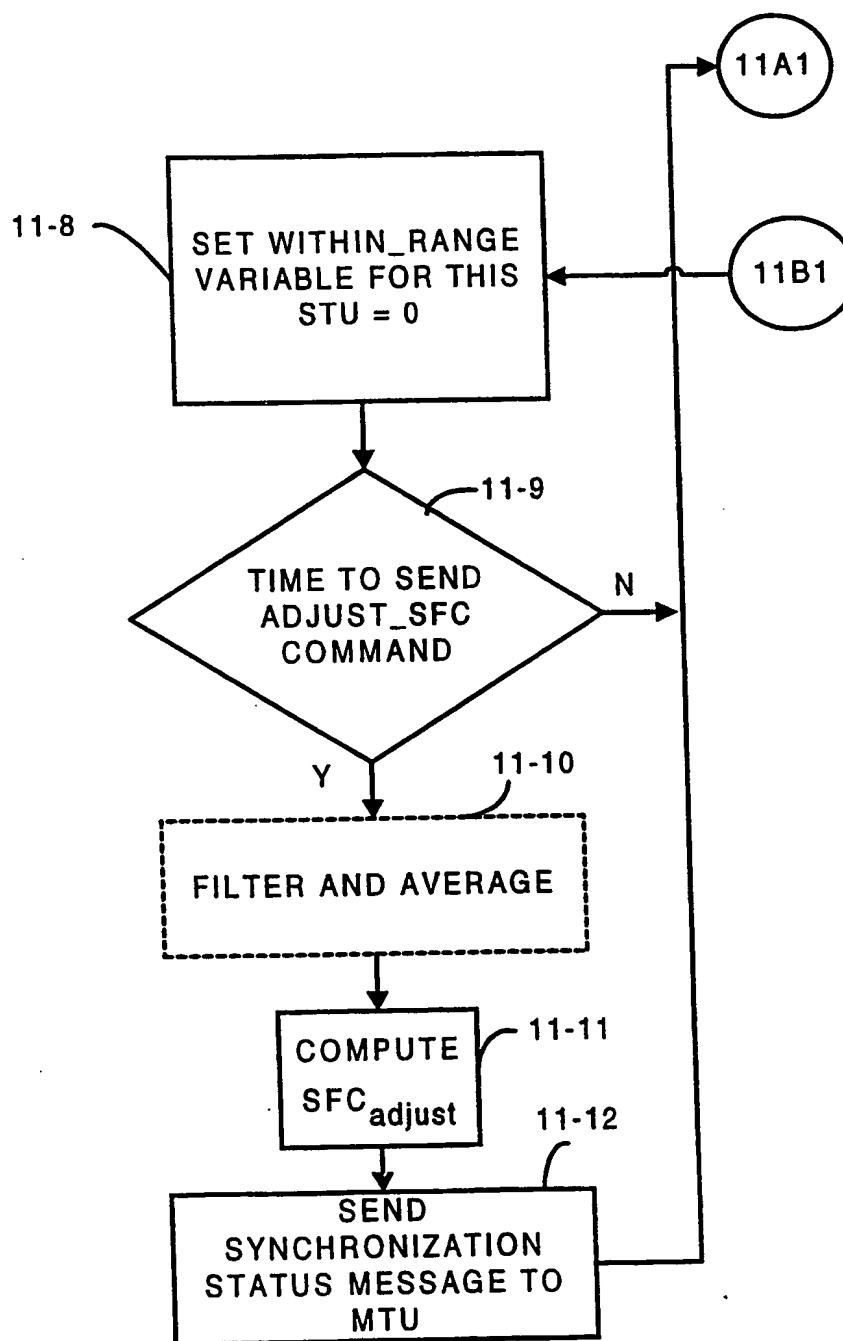 11A1
11-8
SET WITHIN_RANGE
VARIABLE FOR THIS
STU = 0
11B1
11-9
TIME TO SEND
ADJUST_SFC
COMMAND
N
Y
11-10
FILTER AND AVERAGE
11-11
COMPUTE
SFCadjust
11-12
SEND
SYNCHRONIZATION
STATUS MESSAGE TO
MTU